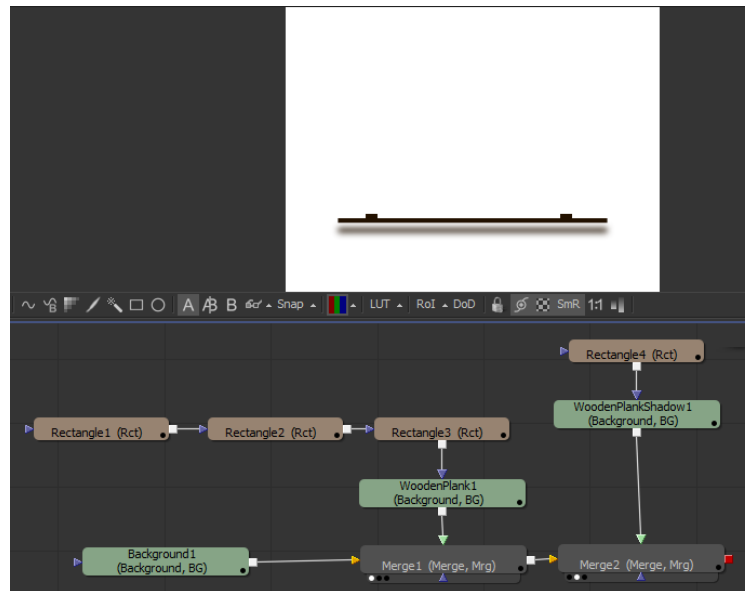 A A/B B Snap LUT RoI DoD SmR 1:1
Rectangle4 (Rct)
WoodenPlankShadow1
(Background, BG)
Rectangle1 (Rct) Rectangle2 (Rct) Rectangle3 (Rct)
WoodenPlank1
(Background, BG)
Background1
(Background, BG)
Merge1 (Merge, Mrg) Merge2 (Merge, Mrg)